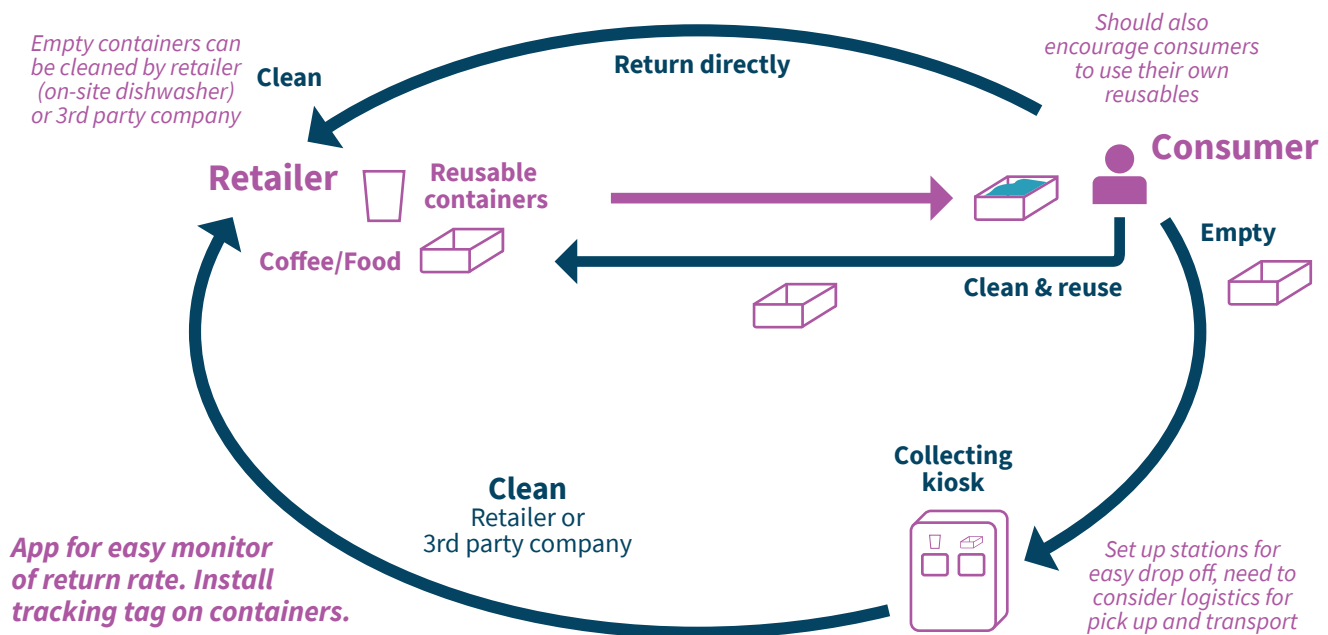 Empty containers can
be cleaned by retailer
(on-site dishwasher)
or 3rd party company
Clean
Return directly
Should also
encourage consumers
to use their own
reusables
Retailer
Reusable
containers
Coffee/Food
Consumer
Empty
Clean & reuse
Collecting
kiosk
Clean
Retailer or
3rd party company
App for easy monitor
of return rate. Install
tracking tag on containers.
Set up stations for
easy drop off, need to
consider logistics for
pick up and transport